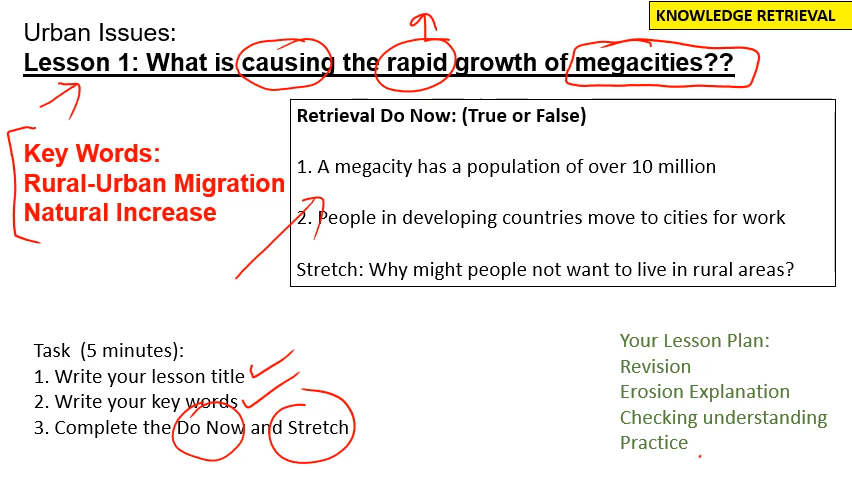 KNOWLEDGE RETRIEVAL
Urban Issues:
Lesson 1: What is causing the rapid growth of megacities??
Key Words:
Rural-Urban Migration
Natural Increase
Retrieval Do Now: (True or False)
1. A megacity has a population of over 10 million
2. People in developing countries move to cities for work
Stretch: Why might people not want to live in rural areas?
Task (5 minutes):
1. Write your lesson title
2. Write your key words
3. Complete the Do Now and Stretch
Your Lesson Plan:
Revision
Erosion Explanation
Checking understanding
Practice